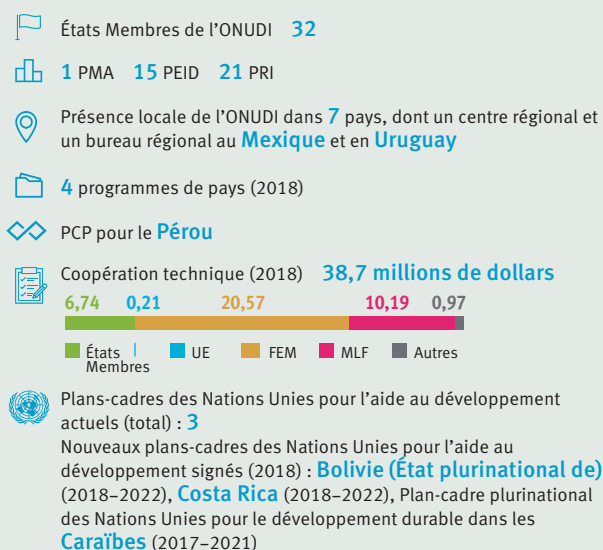 États Membres de l'ONUDI 32
1 PMA 15 PEID 21 PRI
Présence locale de l'ONUDI dans 7 pays, dont un centre régional et
un bureau régional au Mexique et en Uruguay
4 programmes de pays (2018)
PCP pour le Pérou
Coopération technique (2018) 38,7 millions de dollars
6,74 0,21 20,57 10,19 0,97
États Membres UE FEM MLF Autres
Plans-cadres des Nations Unies pour l'aide au développement
actuels (total) : 3
Nouveaux plans-cadres des Nations Unies pour l'aide au
développement signés (2018) : Bolivie (État plurinational de)
(2018–2022), Costa Rica (2018–2022), Plan-cadre plurinational
des Nations Unies pour le développement durable dans les
Caraïbes (2017–2021)